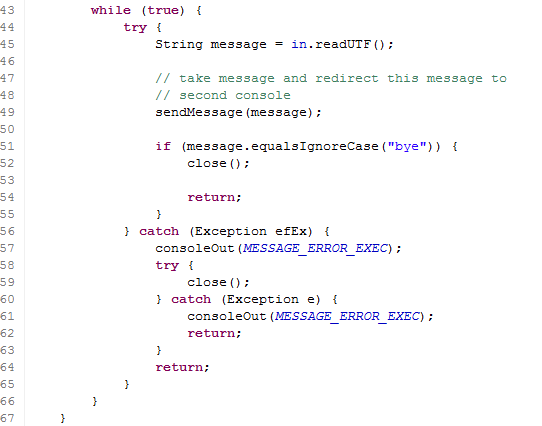 43 while (true) {
44 try {
45 String message = in.readUTF();
46
47 // take message and redirect this message to
48 // second console
49 sendMessage(message);
50
51 if (message.equalsIgnoreCase("bye")) {
52 close();
53
54 return;
55 }
56 } catch (Exception efEx) {
57 consoleOut(MESSAGE_ERROR_EXEC);
58 try {
59 close();
60 } catch (Exception e) {
61 consoleOut(MESSAGE_ERROR_EXEC);
62 return;
63 }
64 return;
65 }
66 }
67 }